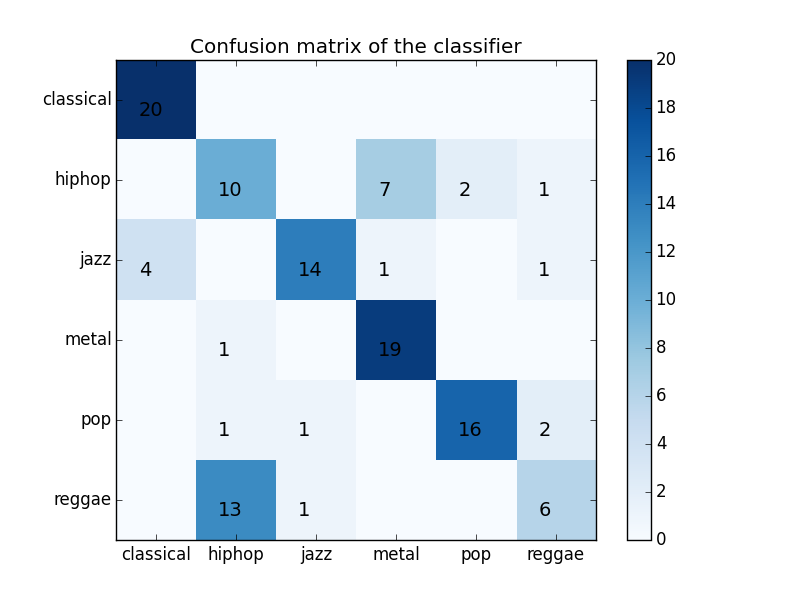 Confusion matrix of the classifier
classical 20
hiphop 10 7 2 1
jazz 4 14 1 1
metal 1 19
pop 1 1 16 2
reggae 13 1 6
classical hiphop jazz metal pop reggae
20
18
16
14
12
10
8
6
4
2
0